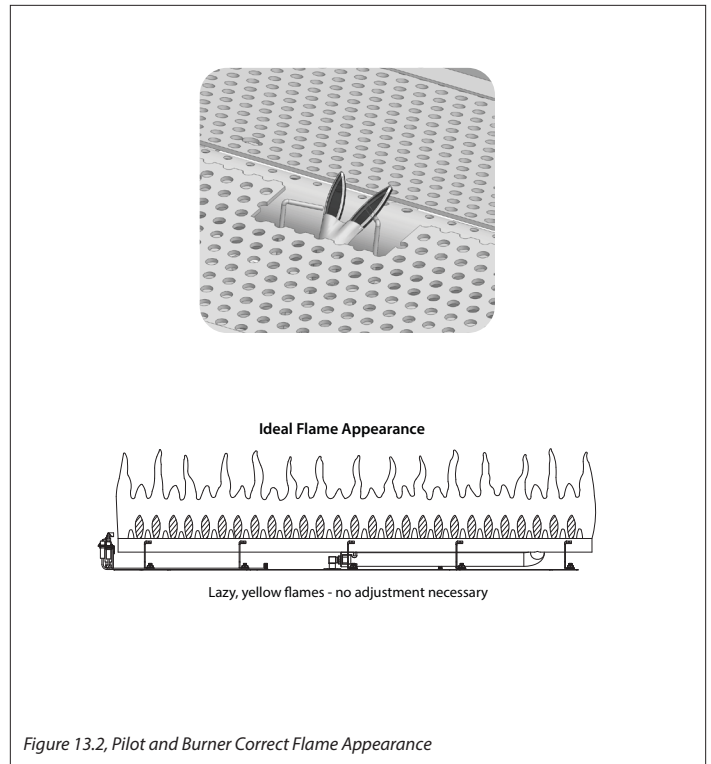 Ideal Flame Appearance
Lazy, yellow flames - no adjustment necessary
Figure 13.2, Pilot and Burner Correct Flame Appearance